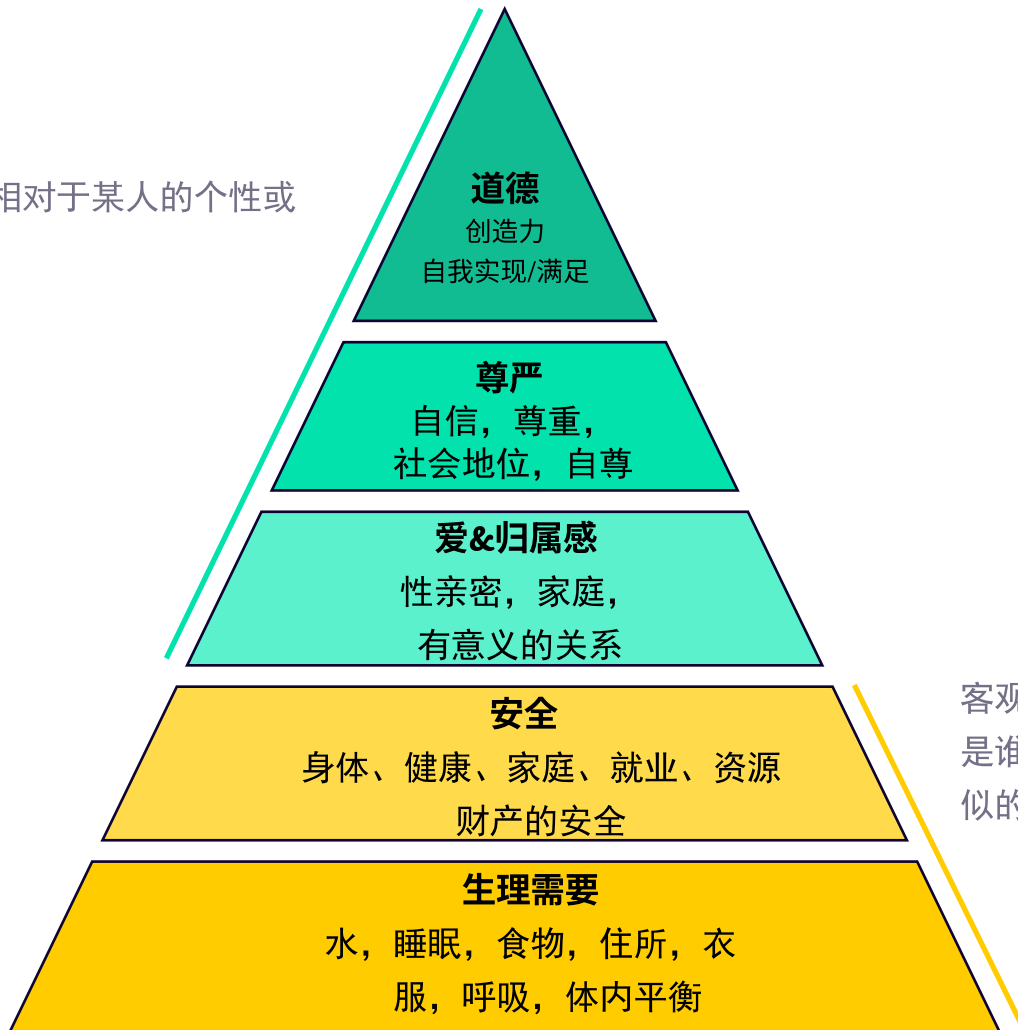 道德
相对于某人的个性或
创造力
自我实现/满足
尊严
自信，尊重，
社会地位，自尊
爱&归属感
性亲密，家庭，
有意义的关系
安全
身体、健康、家庭、就业、资源
财产的安全
客观
是谁
似的
生理需要
水，睡眠，食物，住所，衣
服，呼吸，体内平衡